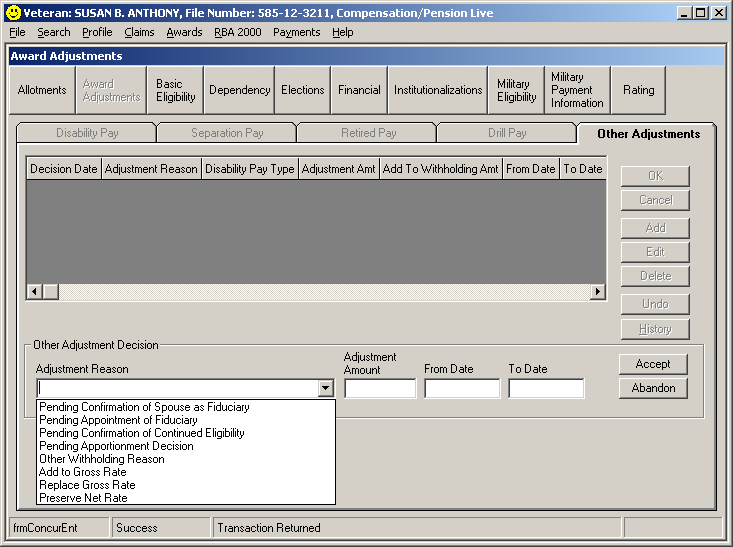 Veteran: SUSAN B. ANTHONY, File Number: 585-12-3211, Compensation/Pension Live
File Search Profile Claims Awards RBA 2000 Payments Help
Award Adjustments
Allotments
Award Adjustments
Basic Eligibility
Dependency
Elections
Financial
Institutionalizations
Military Eligibility
Military Payment Information
Rating
Disability Pay
Separation Pay
Retired Pay
Drill Pay
Other Adjustments
Decision Date Adjustment Reason Disability Pay Type Adjustment Amt Add To Withholding Amt From Date To Date
OK
Cancel
Add
Edit
Delete
Undo
History
Other Adjustment Decision
Adjustment Reason
Adjustment Amount
From Date
To Date
Accept
Abandon
Pending Confirmation of Spouse as Fiduciary
Pending Appointment of Fiduciary
Pending Confirmation of Continued Eligibility
Pending Apportionment Decision
Other Withholding Reason
Add to Gross Rate
Replace Gross Rate
Preserve Net Rate
frmConcurEnt
Success
Transaction Returned